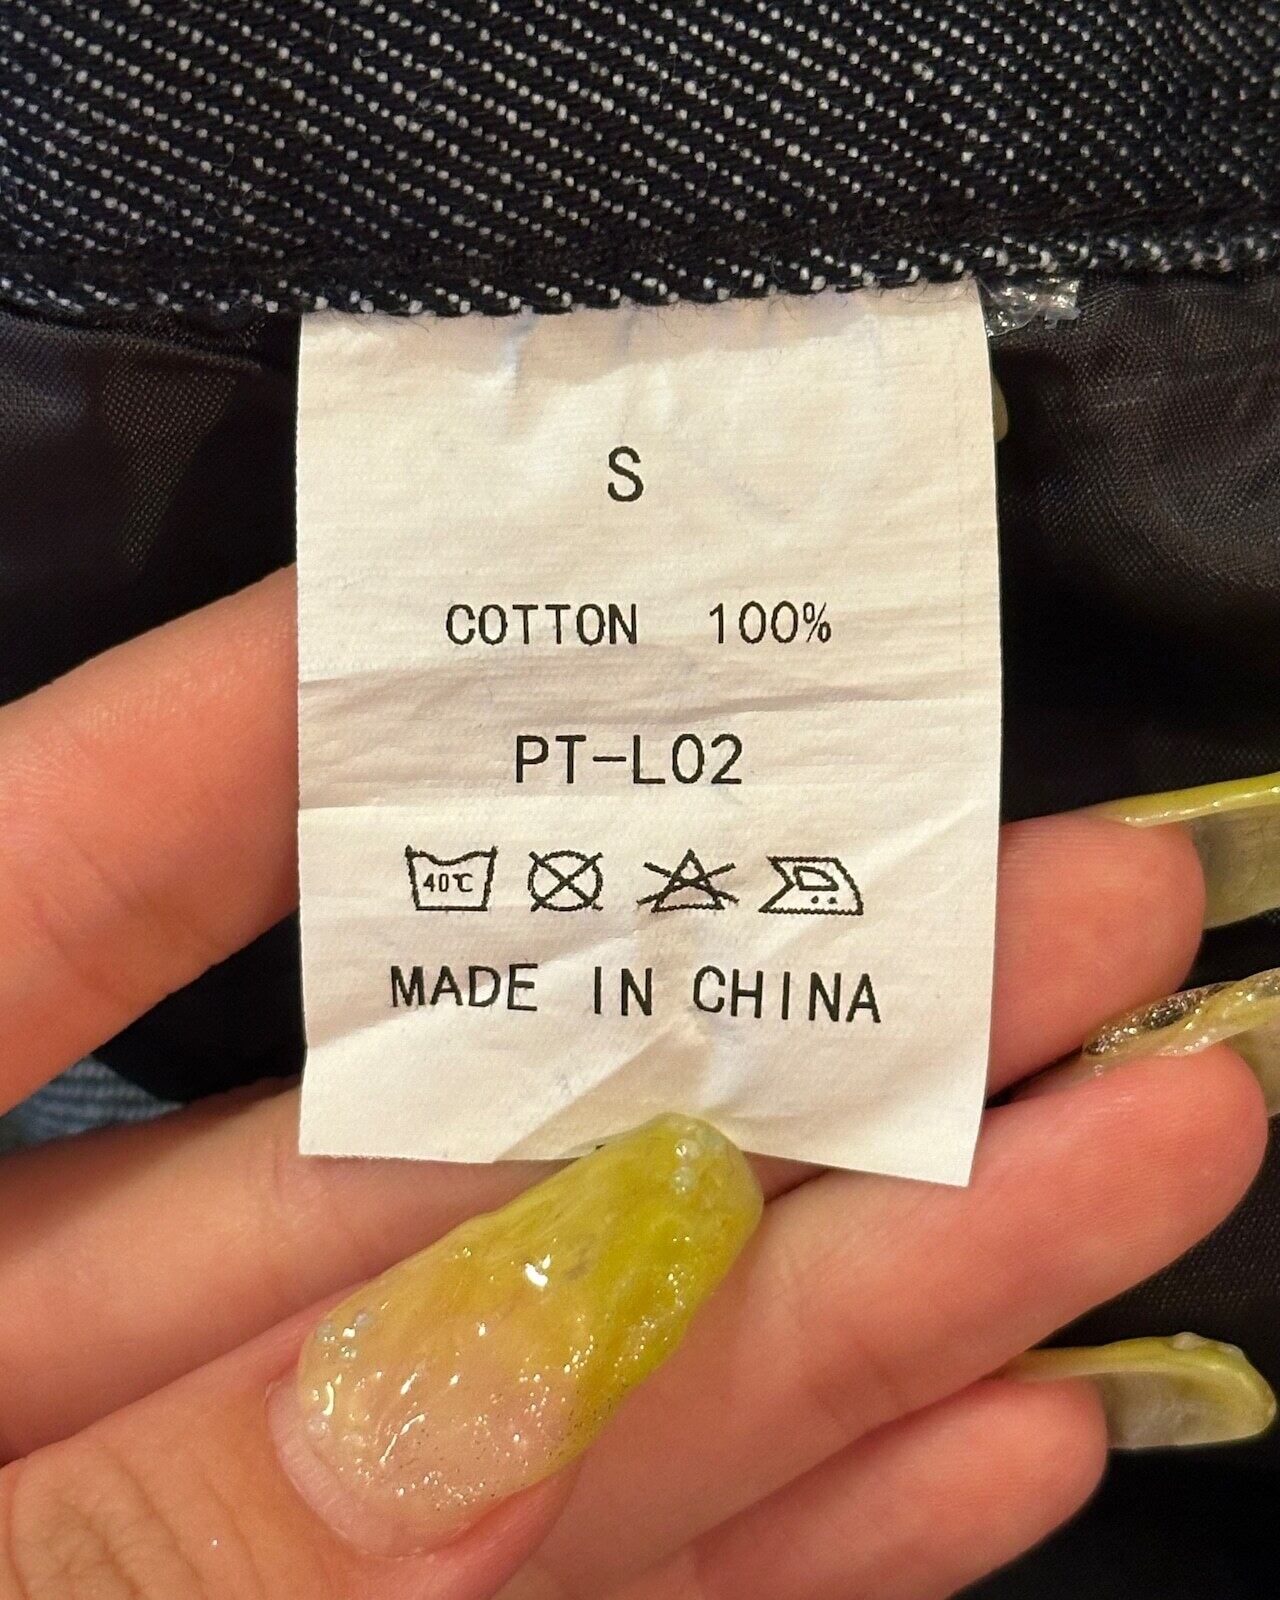 S
COTTON 100%
PT-L02
40℃
MADE IN CHINA